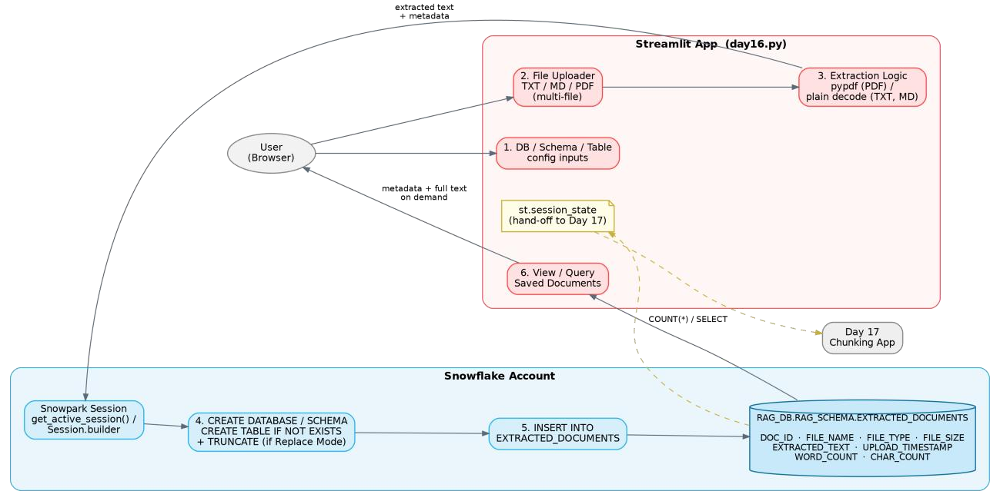 extracted text
+ metadata
Streamlit App  (day16.py)
2. File Uploader
TXT / MD / PDF
(multi-file)
3. Extraction Logic
pypdf (PDF) /
plain decode (TXT, MD)
User
(Browser)
1. DB / Schema / Table
config inputs
metadata + full text
on demand
st.session_state
(hand-off to Day 17)
6. View / Query
Saved Documents
COUNT(*) / SELECT
Day 17
Chunking App
Snowflake Account
Snowpark Session
get_active_session() /
Session.builder
4. CREATE DATABASE / SCHEMA
CREATE TABLE IF NOT EXISTS
+ TRUNCATE (if Replace Mode)
5. INSERT INTO
EXTRACTED_DOCUMENTS
RAG_DB.RAG_SCHEMA.EXTRACTED_DOCUMENTS
DOC_ID · FILE_NAME · FILE_TYPE · FILE_SIZE
EXTRACTED_TEXT · UPLOAD_TIMESTAMP
WORD_COUNT · CHAR_COUNT